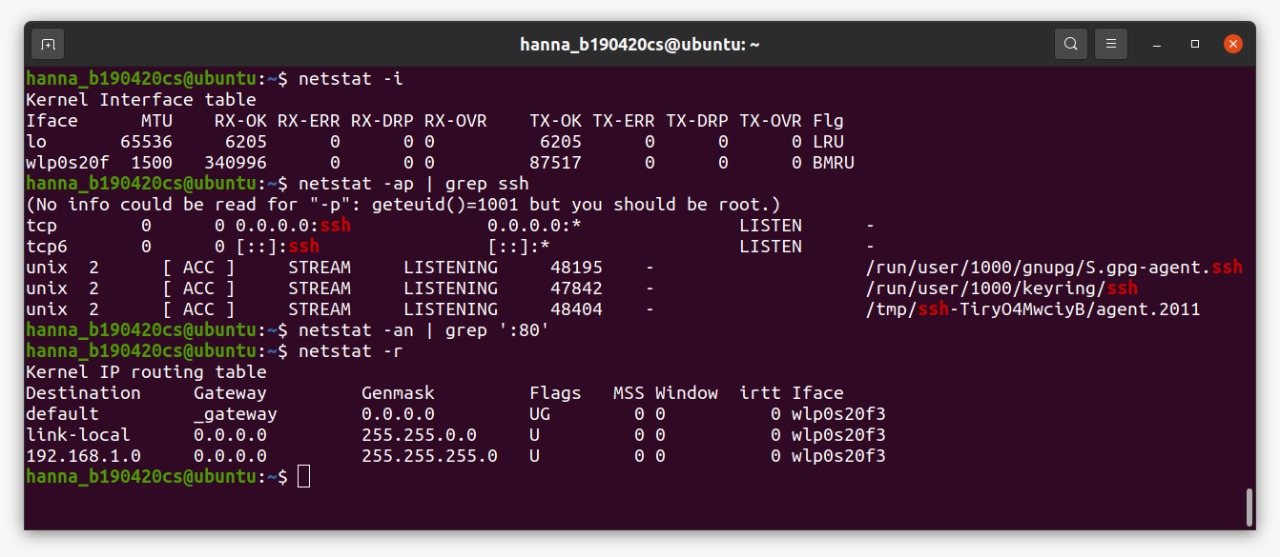 hanna_b190420cs@ubuntu: ~
hanna_b190420cs@ubuntu:~$ netstat -i
Kernel Interface table
Iface      MTU    RX-OK RX-ERR RX-DRP RX-OVR    TX-OK TX-ERR TX-DRP TX-OVR Flg
lo       65536     6205      0      0 0          6205      0      0      0 LRU
wlp0s20f  1500   340996      0      0 0         87517      0      0      0 BMRU
hanna_b190420cs@ubuntu:~$ netstat -ap | grep ssh
(No info could be read for "-p": geteuid()=1001 but you should be root.)
tcp        0      0 0.0.0.0:ssh             0.0.0.0:*               LISTEN      -
tcp6       0      0 [::]:ssh                [::]:*                  LISTEN      -
unix  2      [ ACC ]     STREAM     LISTENING     48195    -                    /run/user/1000/gnupg/S.gpg-agent.ssh
unix  2      [ ACC ]     STREAM     LISTENING     47842    -                    /run/user/1000/keyring/ssh
unix  2      [ ACC ]     STREAM     LISTENING     48404    -                    /tmp/ssh-TiryO4MwciyB/agent.2011
hanna_b190420cs@ubuntu:~$ netstat -an | grep ':80'
hanna_b190420cs@ubuntu:~$ netstat -r
Kernel IP routing table
Destination     Gateway         Genmask         Flags   MSS Window  irtt Iface
default         _gateway        0.0.0.0         UG        0 0          0 wlp0s20f3
link-local      0.0.0.0         255.255.0.0     U         0 0          0 wlp0s20f3
192.168.1.0     0.0.0.0         255.255.255.0   U         0 0          0 wlp0s20f3
hanna_b190420cs@ubuntu:~$